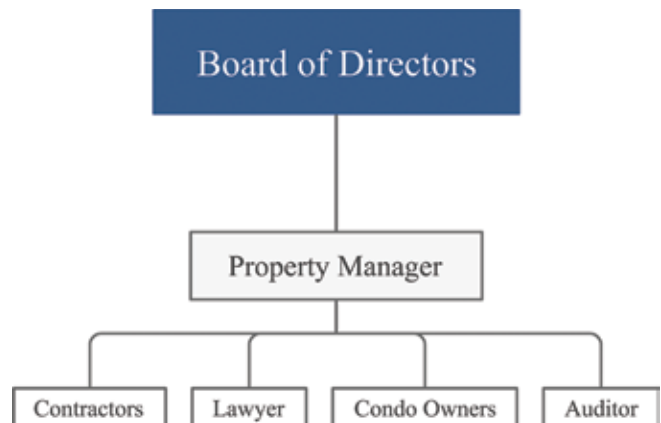 Board of Directors
Property Manager
Contractors
Lawyer
Condo Owners
Auditor